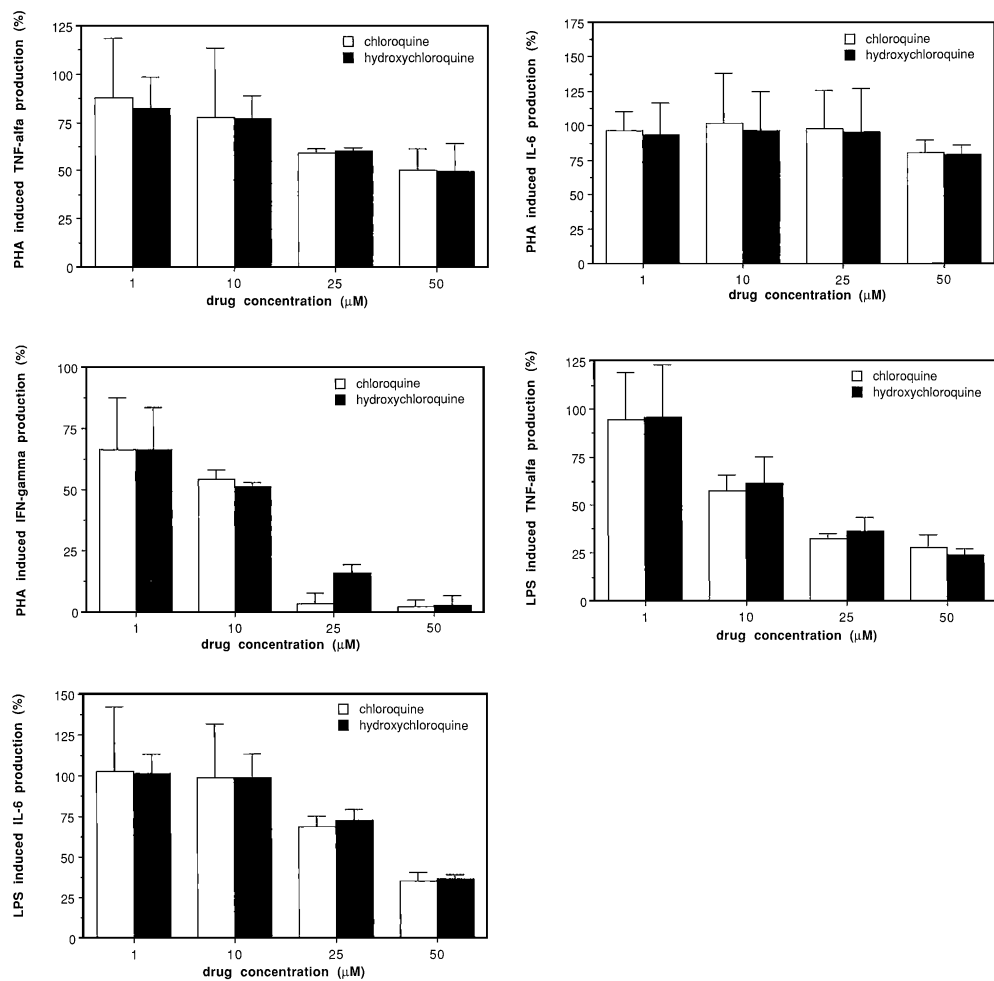 PHA induced TNF-alfa production (%)
125
100
75
50
25
0
chloroquine
hydroxychloroquine
1 10 25 50
drug concentration (μM)
PHA induced IL-6 production (%)
175
150
125
100
75
50
25
0
chloroquine
hydroxychloroquine
1 10 25 50
drug concentration (μM)
PHA induced IFN-gamma production (%)
100
75
50
25
0
chloroquine
hydroxychloroquine
1 10 25 50
drug concentration (μM)
LPS induced TNF-alfa production (%)
125
100
75
50
25
0
chloroquine
hydroxychloroquine
1 10 25 50
drug concentration (μM)
LPS induced IL-6 production (%)
150
125
100
75
50
25
0
chloroquine
hydroxychloroquine
1 10 25 50
drug concentration (μM)